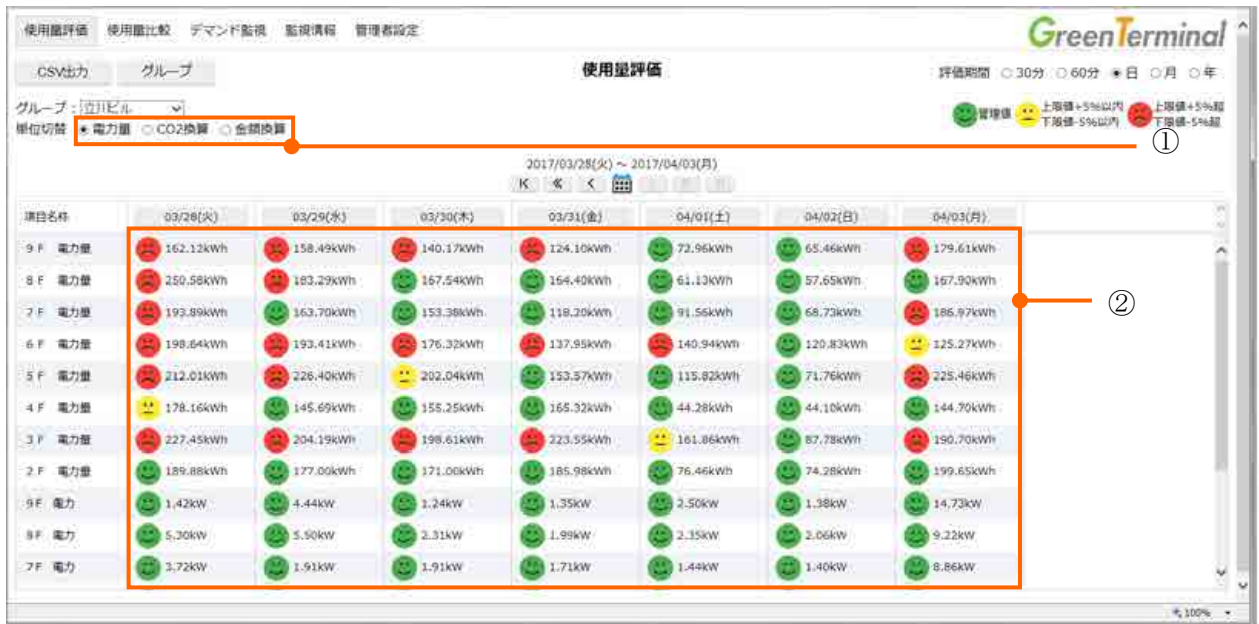 使用量評価 使用量比較 デマンド監視 監視情報 管理者設定
GreenTerminal
CSV出力 グループ 使用量評価 評価期間 30分 60分 日 月 年
グループ：立川ビル
管理値 上限値+5%以内 下限値-5%以内 上限値+5%超 下限値-5%超
単位切替 電力量 CO2換算 金額換算
①
2017/03/28(火) ～ 2017/04/03(月)
項目名称 03/28(火) 03/29(水) 03/30(木) 03/31(金) 04/01(土) 04/02(日) 04/03(月)
9F 電力量 162.12kWh 158.49kWh 140.17kWh 124.10kWh 72.96kWh 65.46kWh 179.61kWh
8F 電力量 250.58kWh 183.29kWh 167.54kWh 164.40kWh 61.13kWh 57.65kWh 167.90kWh
②
7F 電力量 193.89kWh 163.70kWh 153.38kWh 118.20kWh 91.56kWh 68.73kWh 186.97kWh
6F 電力量 198.64kWh 193.41kWh 176.32kWh 137.95kWh 140.94kWh 120.83kWh 125.27kWh
5F 電力量 212.01kWh 226.40kWh 202.04kWh 153.57kWh 115.82kWh 71.76kWh 225.46kWh
4F 電力量 178.16kWh 145.69kWh 155.25kWh 165.32kWh 44.28kWh 44.10kWh 144.70kWh
3F 電力量 227.45kWh 204.19kWh 198.61kWh 223.55kWh 161.86kWh 87.78kWh 190.70kWh
2F 電力量 189.88kWh 177.00kWh 171.00kWh 185.98kWh 76.46kWh 74.28kWh 199.65kWh
9F 電力 1.42kW 4.44kW 1.24kW 1.35kW 2.50kW 1.38kW 14.73kW
8F 電力 5.30kW 5.50kW 2.31kW 1.99kW 2.35kW 2.06kW 9.22kW
7F 電力 3.72kW 1.91kW 1.91kW 1.71kW 1.44kW 1.40kW 8.86kW
100%